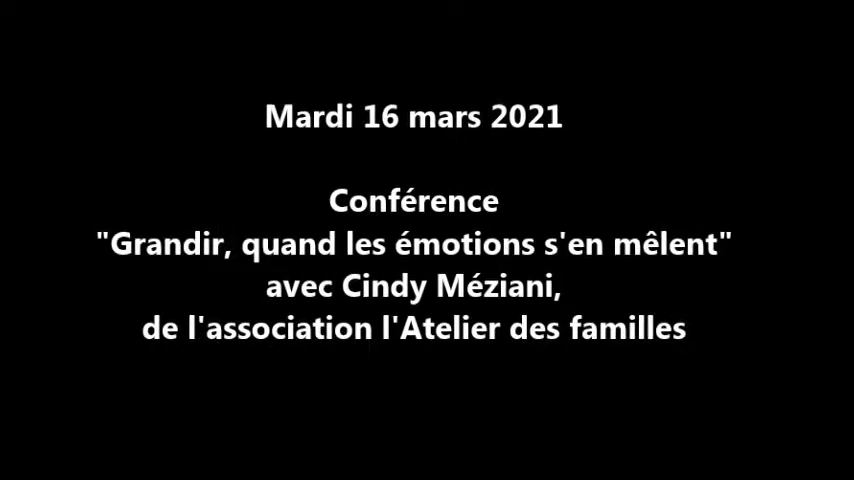 Mardi 16 mars 2021
Conférence
"Grandir, quand les émotions s'en mêlent"
avec Cindy Méziani,
de l'association l'Atelier des familles